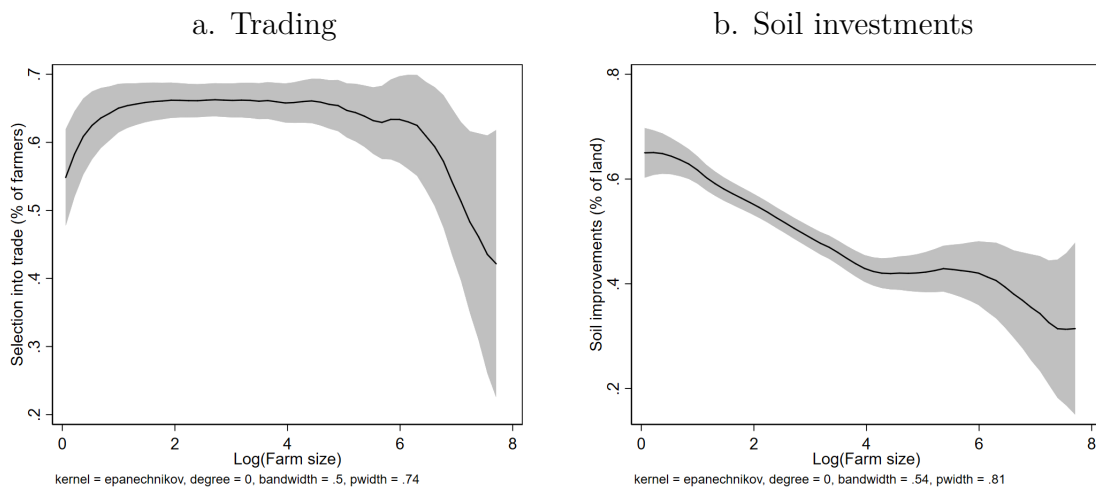 a. Trading
Selection into trade (% of farmers)
.7
.6
.5
.4
.3
.2
0 2 4 6 8
Log(Farm size)
kernel = epanechnikov, degree = 0, bandwidth = .5, pwidth = .74
b. Soil investments
Soil improvements (% of land)
.8
.6
.4
.2
0 2 4 6 8
Log(Farm size)
kernel = epanechnikov, degree = 0, bandwidth = .54, pwidth = .81